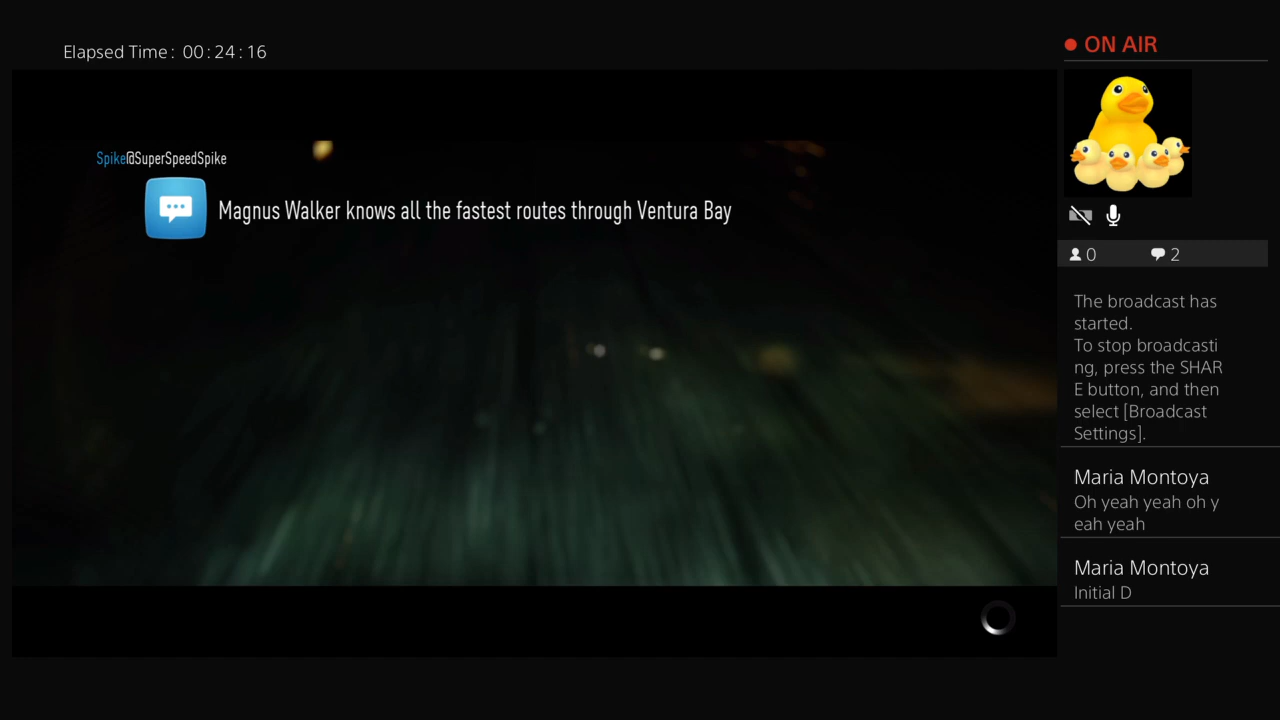 Elapsed Time: 00:24:16
ON AIR
Spike@SuperSpeedSpike
Magnus Walker knows all the fastest routes through Ventura Bay
0
2
The broadcast has
started.
To stop broadcasti
ng, press the SHAR
E button, and then
select [Broadcast
Settings].
Maria Montoya
Oh yeah yeah oh y
eah yeah
Maria Montoya
Initial D